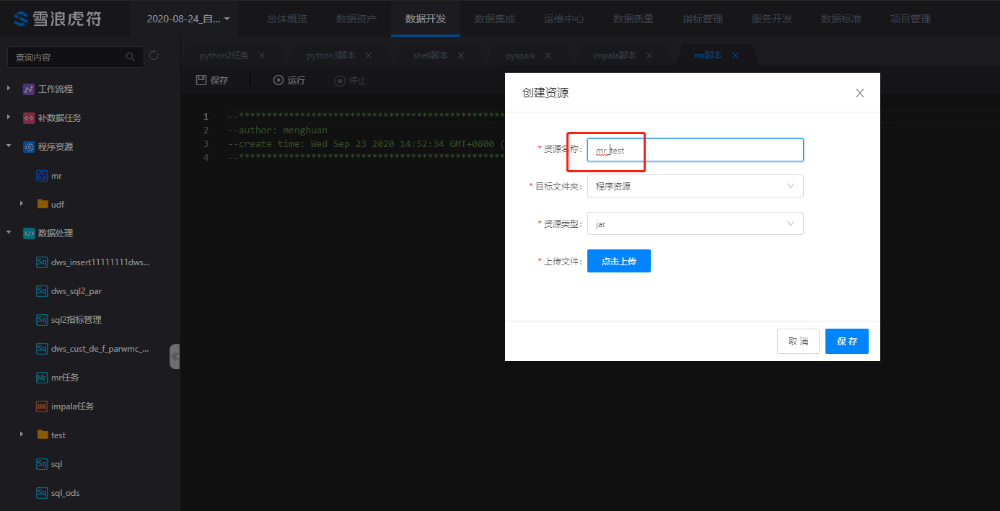 雪浪虎符
2020-08-24_自...
总体概览
数据资产
数据开发
数据集成
运维中心
数据质量
指标管理
服务开发
数据标准
项目管理
查询内容
python2任务
python3脚本
shell脚本
pyspark
impala脚本
mr脚本
保存
运行
停止
工作流程
补数据任务
程序资源
mr
udf
数据处理
dws_insert11111111dws...
dws_sql2_par
sql2指标管理
dws_cust_de_f_parwmc_...
mr任务
impala任务
test
sql
sql_ods
1 --************************************************
2 --author: menghuan
3 --create time: Wed Sep 23 2020 14:52:34 GMT+0800 (
4 --************************************************
创建资源
* 资源名称: mr_test
* 目标文件夹: 程序资源
* 资源类型: jar
* 上传文件: 点击上传
取 消
保 存